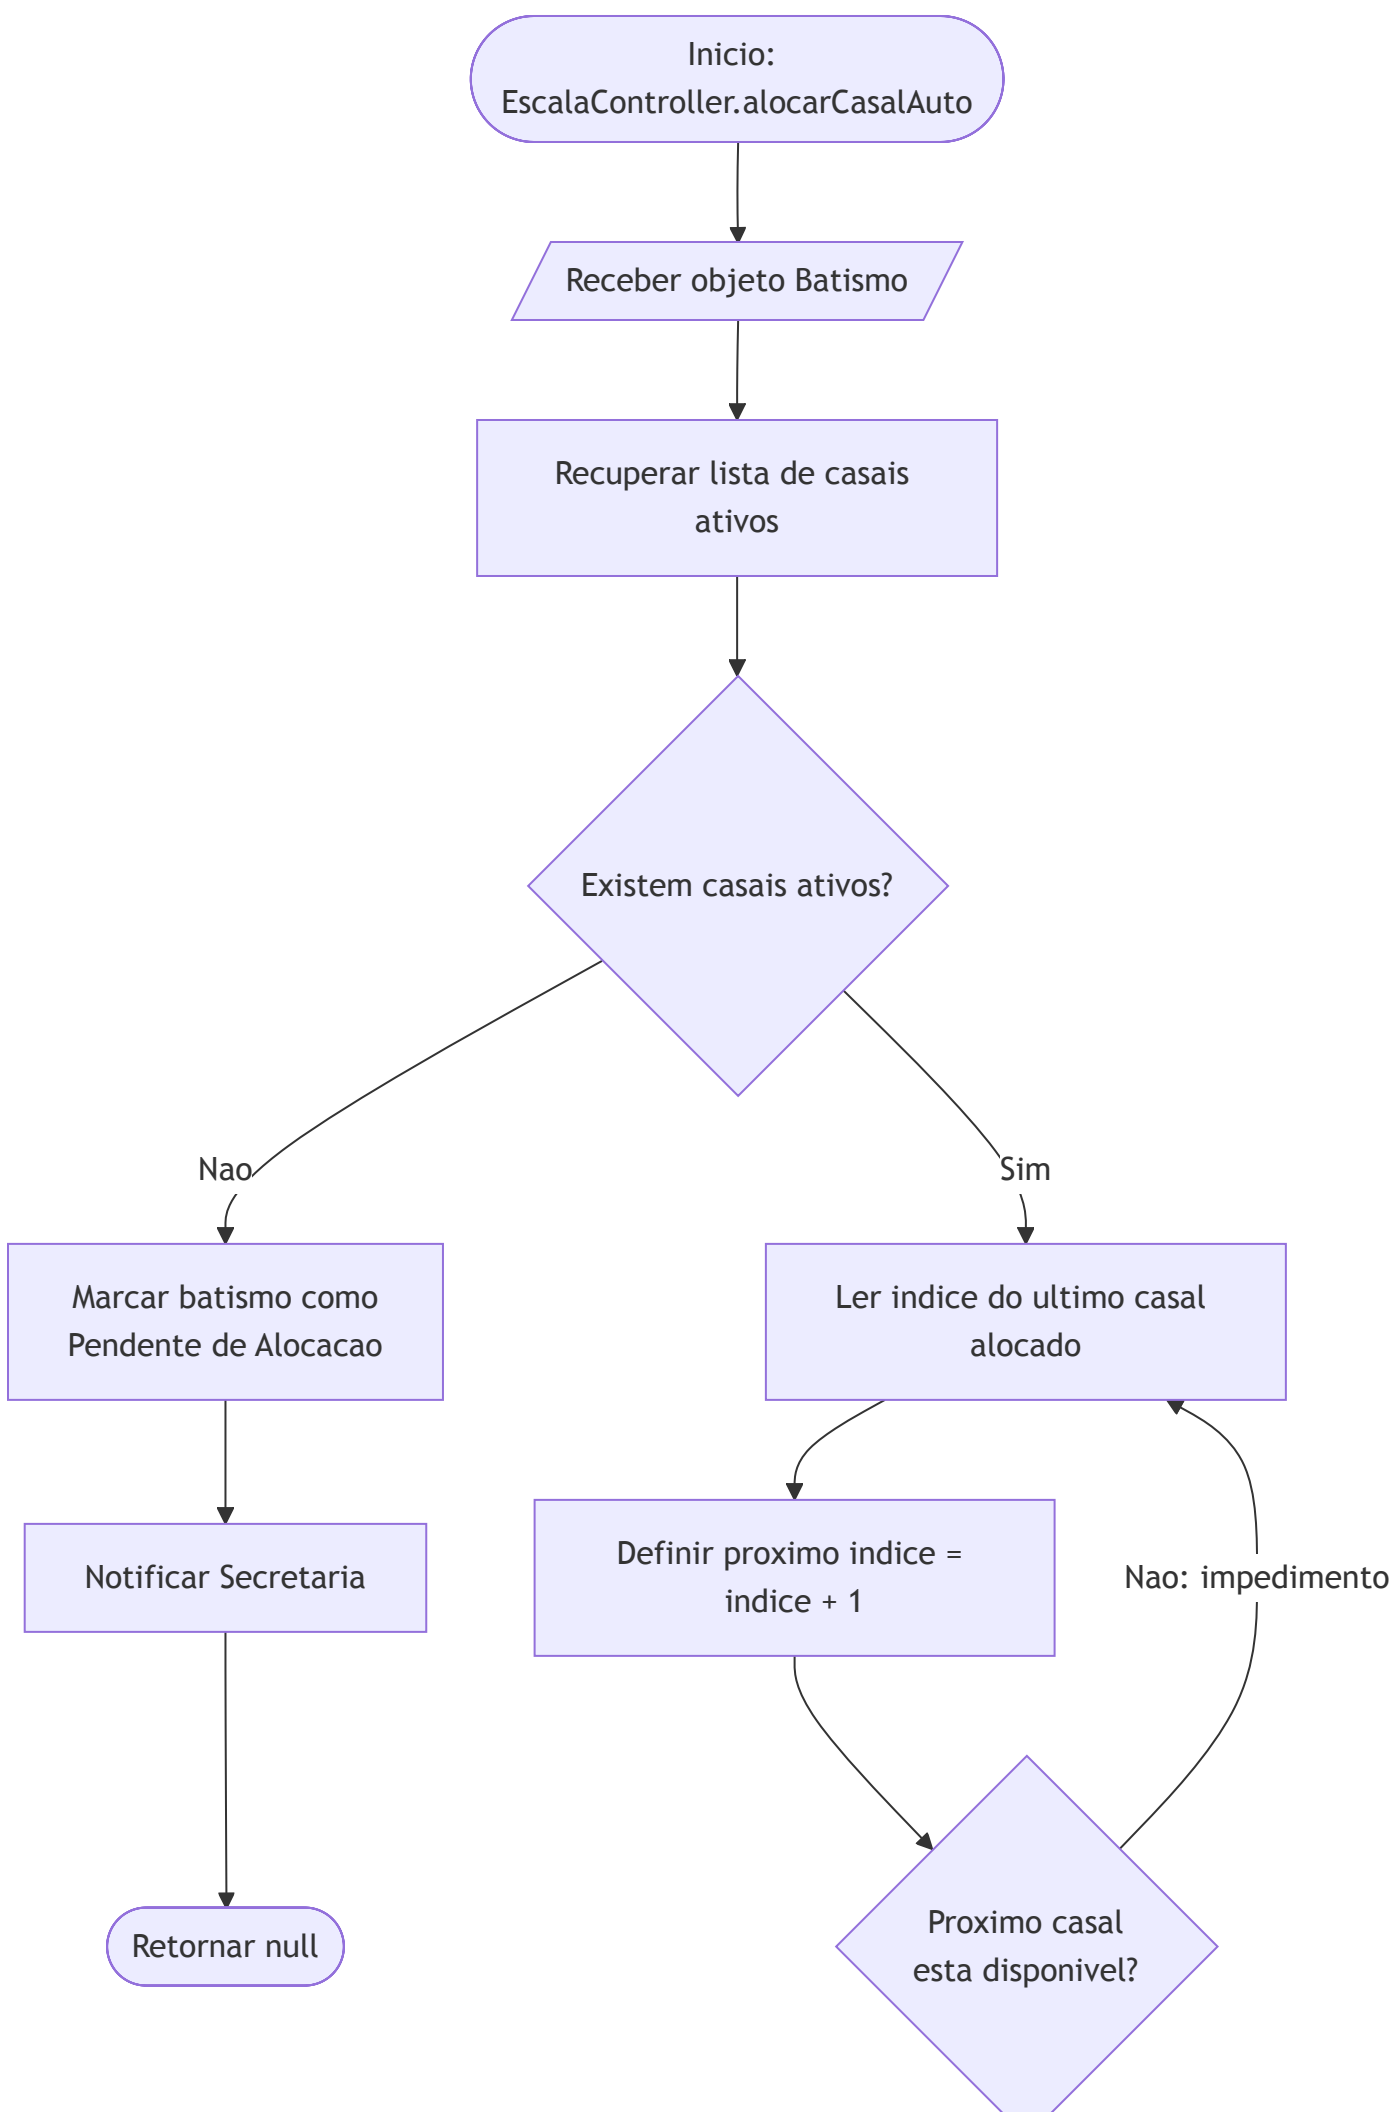 Inicio:
EscalaController.alocarCasalAuto
Receber objeto Batismo
Recuperar lista de casais
ativos
Existem casais ativos?
Nao
Sim
Marcar batismo como
Pendente de Alocacao
Ler indice do ultimo casal
alocado
Notificar Secretaria
Definir proximo indice =
indice + 1
Nao: impedimento
Retornar null
Proximo casal
esta disponivel?